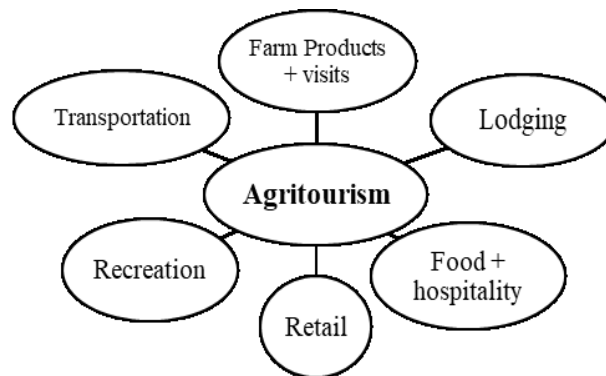 Farm Products
+ visits
Transportation
Lodging
Agritourism
Recreation
Food +
hospitality
Retail